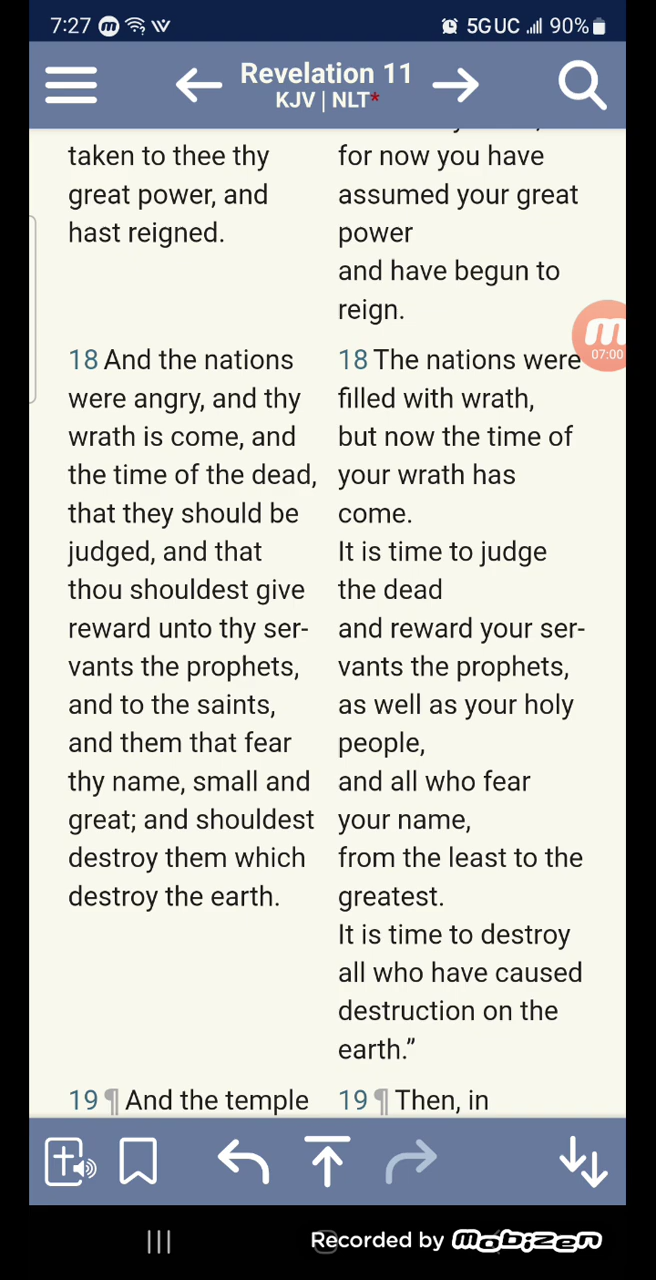 7:27 5GUC 90%
Revelation 11
KJV | NLT*
taken to thee thy
great power, and
hast reigned.
18 And the nations
were angry, and thy
wrath is come, and
the time of the dead,
that they should be
judged, and that
thou shouldest give
reward unto thy ser-
vants the prophets,
and to the saints,
and them that fear
thy name, small and
great; and shouldest
destroy them which
destroy the earth.
19 ¶ And the temple
for now you have
assumed your great
power
and have begun to
reign.
18 The nations were
filled with wrath,
but now the time of
your wrath has
come.
It is time to judge
the dead
and reward your ser-
vants the prophets,
as well as your holy
people,
and all who fear
your name,
from the least to the
greatest.
It is time to destroy
all who have caused
destruction on the
earth.”
19 ¶ Then, in
m
07:00
Recorded by mobizen